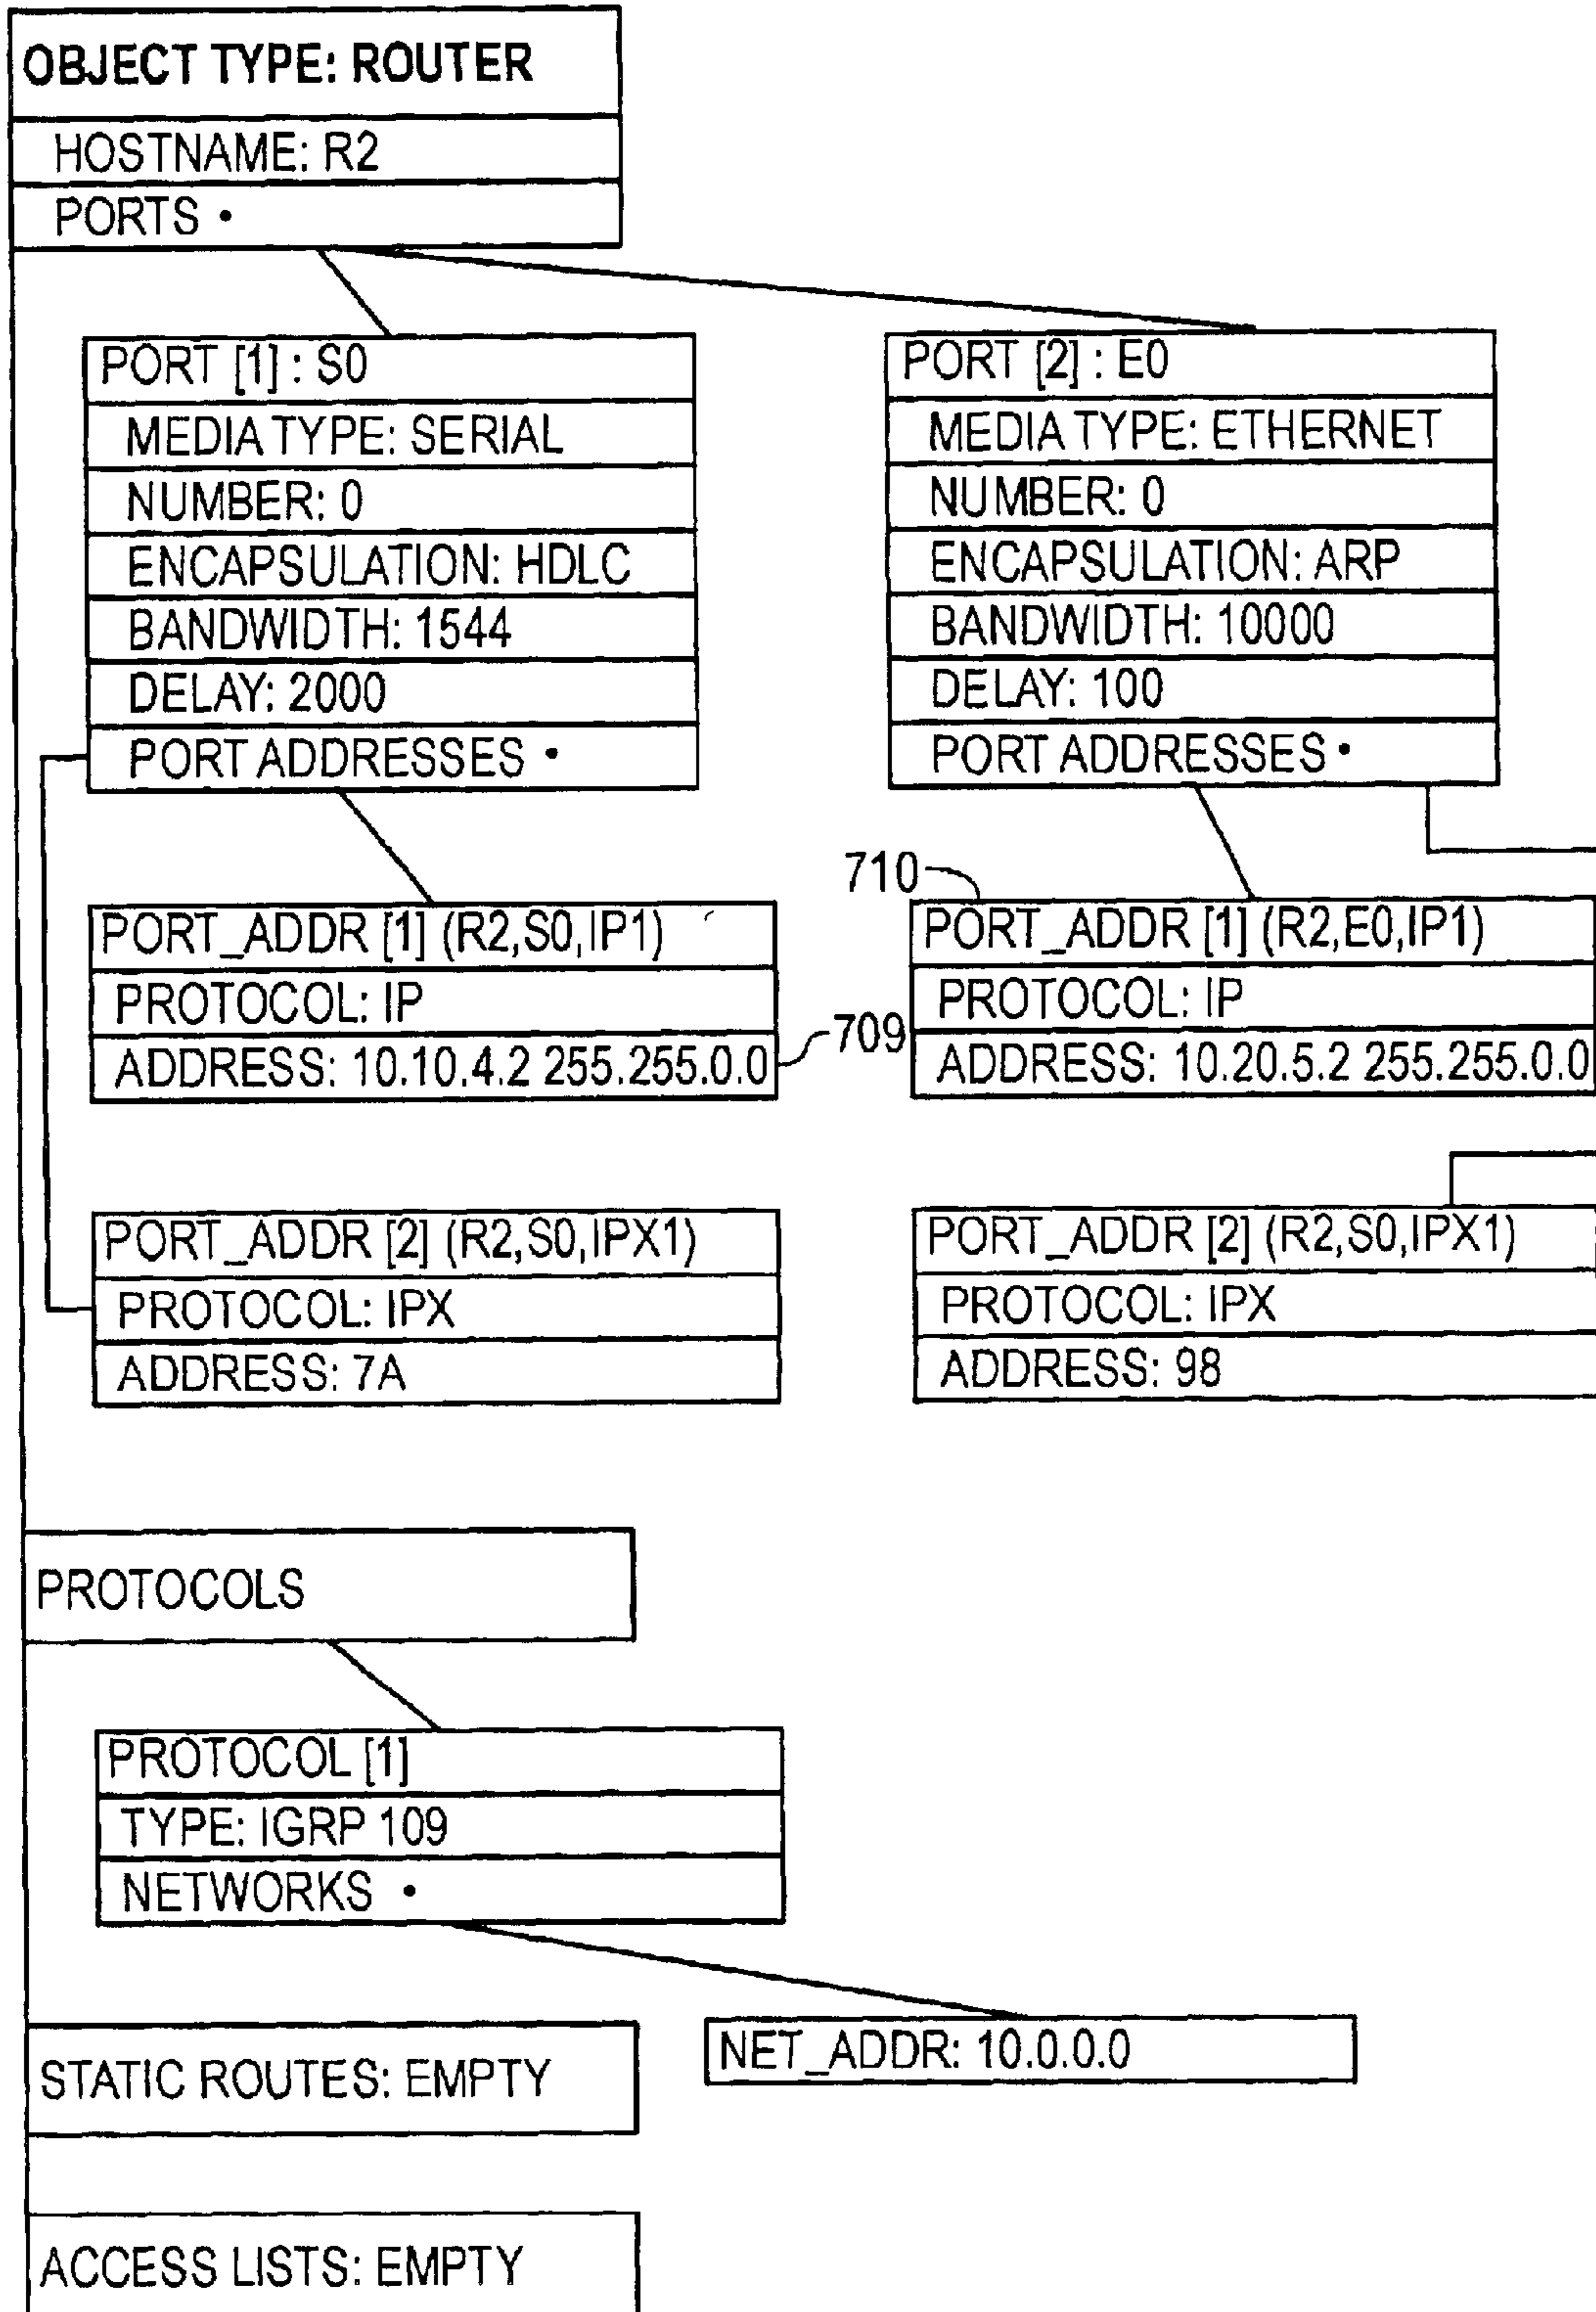 OBJECT TYPE: ROUTER
HOSTNAME: R2
PORTS •
PORT [1] : S0
MEDIA TYPE: SERIAL
NUMBER: 0
ENCAPSULATION: HDLC
BANDWIDTH: 1544
DELAY: 2000
PORT ADDRESSES •
PORT [2] : E0
MEDIA TYPE: ETHERNET
NUMBER: 0
ENCAPSULATION: ARP
BANDWIDTH: 10000
DELAY: 100
PORT ADDRESSES •
PORT_ADDR [1] (R2,S0,IP1)
PROTOCOL: IP
ADDRESS: 10.10.4.2 255.255.0.0
709
710
PORT_ADDR [1] (R2,E0,IP1)
PROTOCOL: IP
ADDRESS: 10.20.5.2 255.255.0.0
PORT_ADDR [2] (R2,S0,IPX1)
PROTOCOL: IPX
ADDRESS: 7A
PORT_ADDR [2] (R2,S0,IPX1)
PROTOCOL: IPX
ADDRESS: 98
PROTOCOLS
PROTOCOL [1]
TYPE: IGRP 109
NETWORKS •
NET_ADDR: 10.0.0.0
STATIC ROUTES: EMPTY
ACCESS LISTS: EMPTY